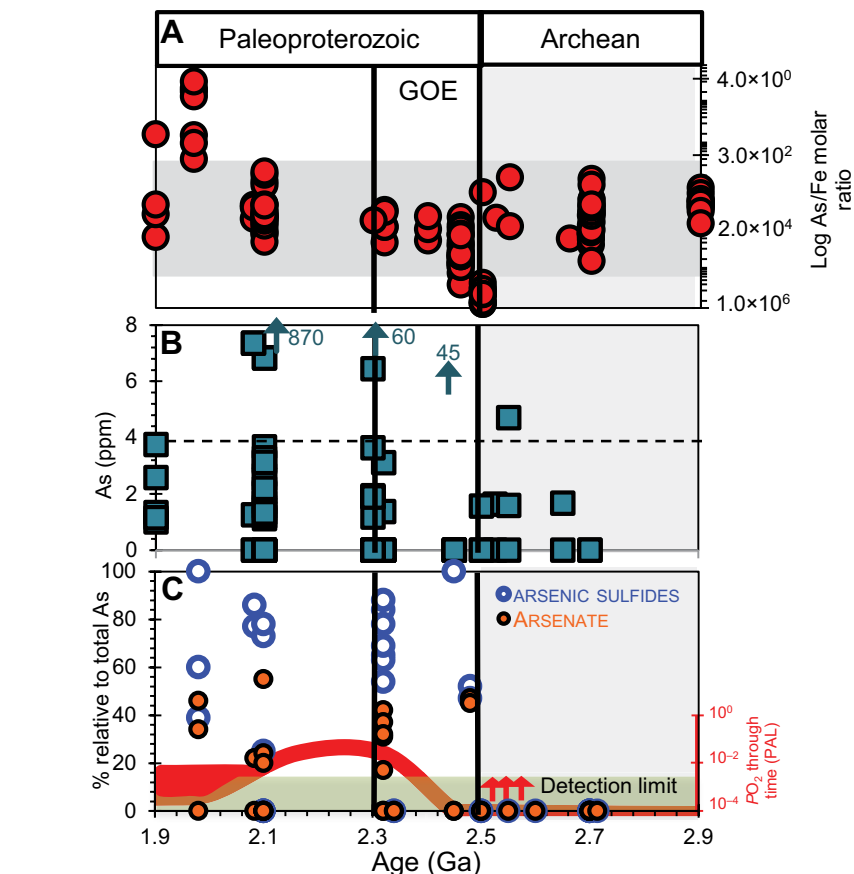 A
Paleoproterozoic
Archean
GOE
4.0×10⁰
3.0×10²
2.0×10⁴
1.0×10⁶
Log As/Fe molar
ratio
B
8
6
4
2
0
As (ppm)
870
60
45
C
100
80
60
40
20
0
% relative to total As
ARSENIC SULFIDES
ARSENATE
Detection limit
10⁰
10⁻²
10⁻⁴
PO₂ through
time (PAL)
1.9
2.1
2.3
2.5
2.7
2.9
Age (Ga)